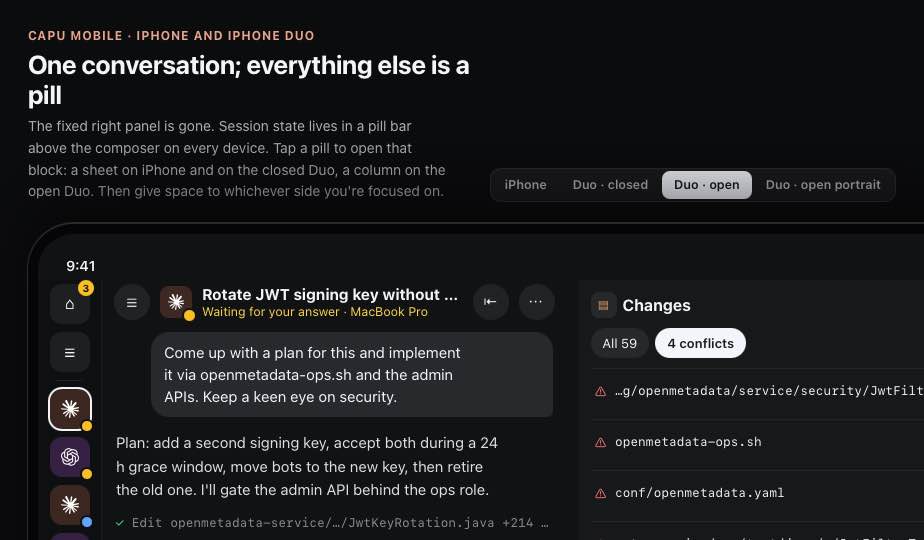 CAPU MOBILE · IPHONE AND IPHONE DUO
One conversation; everything else is a
pill
The fixed right panel is gone. Session state lives in a pill bar
above the composer on every device. Tap a pill to open that
block: a sheet on iPhone and on the closed Duo, a column on the
open Duo. Then give space to whichever side you're focused on.
iPhone
Duo · closed
Duo · open
Duo · open portrait
9:41
3
Rotate JWT signing key without ...
Waiting for your answer · MacBook Pro
Come up with a plan for this and implement
it via openmetadata-ops.sh and the admin
APIs. Keep a keen eye on security.
Plan: add a second signing key, accept both during a 24
h grace window, move bots to the new key, then retire
the old one. I'll gate the admin API behind the ops role.
✓ Edit openmetadata-service/…/JwtKeyRotation.java +214 …
Changes
All 59
4 conflicts
…g/openmetadata/service/security/JwtFilt
openmetadata-ops.sh
conf/openmetadata.yaml